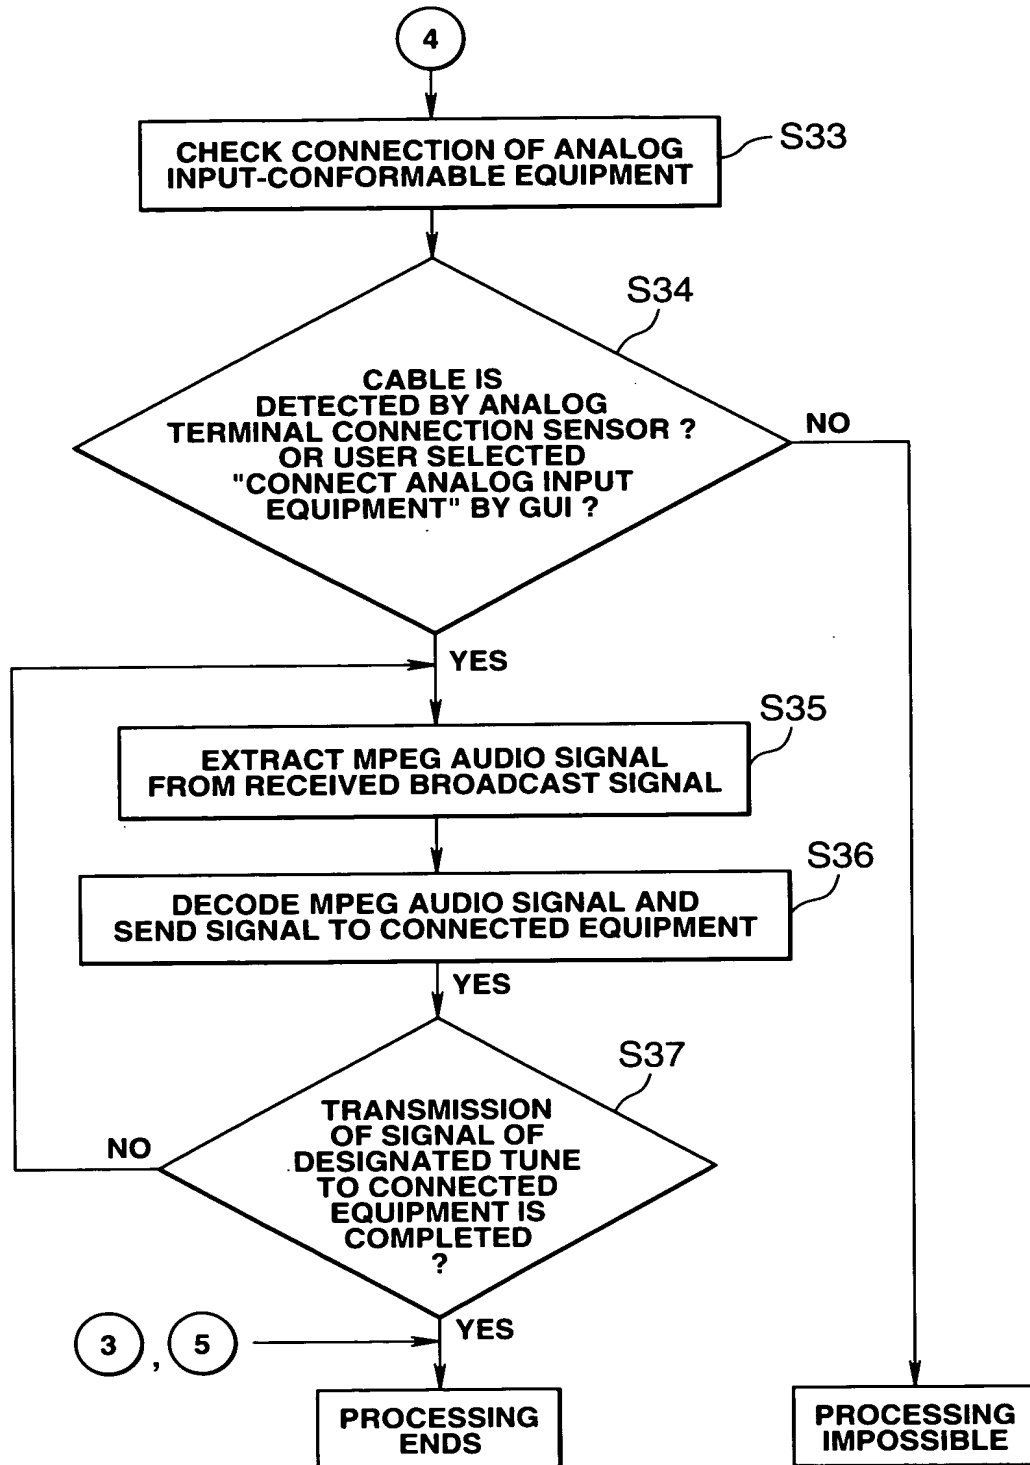 4
CHECK CONNECTION OF ANALOG
INPUT-CONFORMABLE EQUIPMENT
S33
S34
CABLE IS
DETECTED BY ANALOG
TERMINAL CONNECTION SENSOR ?
OR USER SELECTED
"CONNECT ANALOG INPUT
EQUIPMENT" BY GUI ?
NO
YES
S35
EXTRACT MPEG AUDIO SIGNAL
FROM RECEIVED BROADCAST SIGNAL
S36
DECODE MPEG AUDIO SIGNAL AND
SEND SIGNAL TO CONNECTED EQUIPMENT
YES
S37
TRANSMISSION
OF SIGNAL OF
DESIGNATED TUNE
TO CONNECTED
EQUIPMENT IS
COMPLETED
?
NO
YES
3 , 5
PROCESSING
ENDS
PROCESSING
IMPOSSIBLE